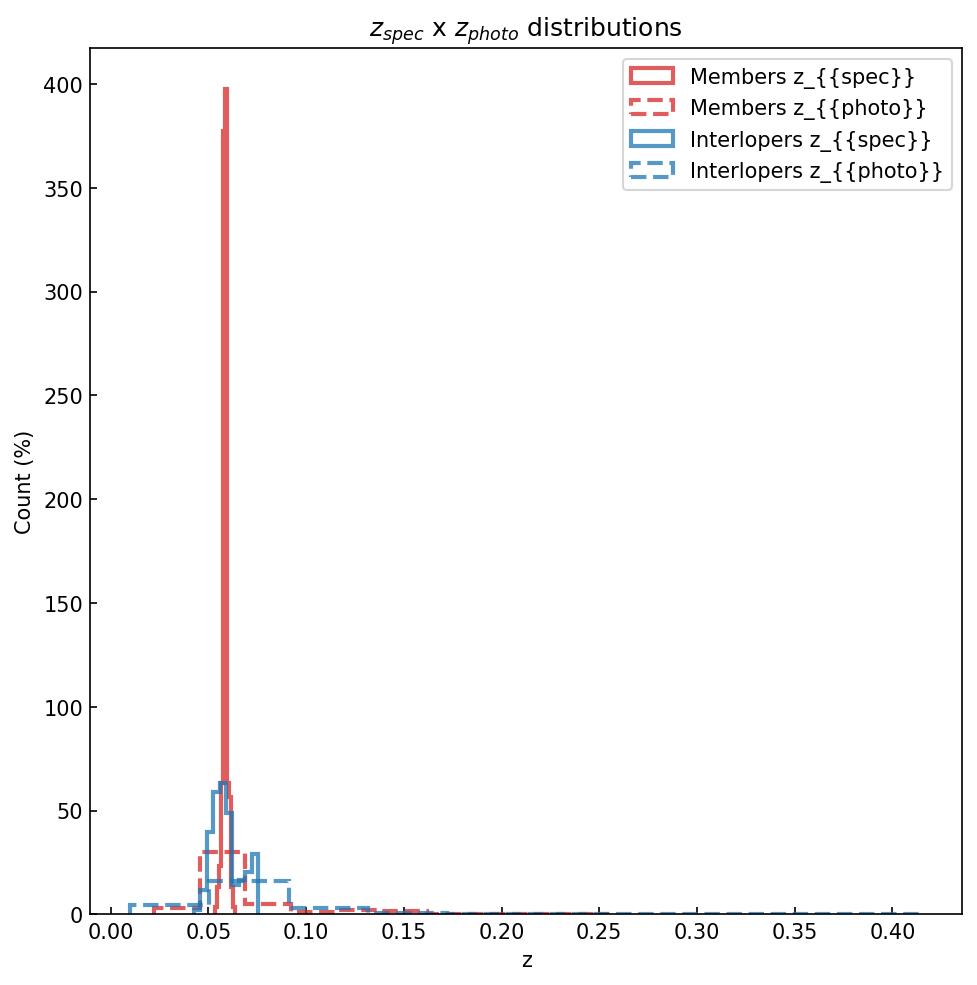 z_spec x z_photo distributions
Members z_{{spec}}
Members z_{{photo}}
Interlopers z_{{spec}}
Interlopers z_{{photo}}
Count (%)
400
350
300
250
200
150
100
50
0
0.00 0.05 0.10 0.15 0.20 0.25 0.30 0.35 0.40
z